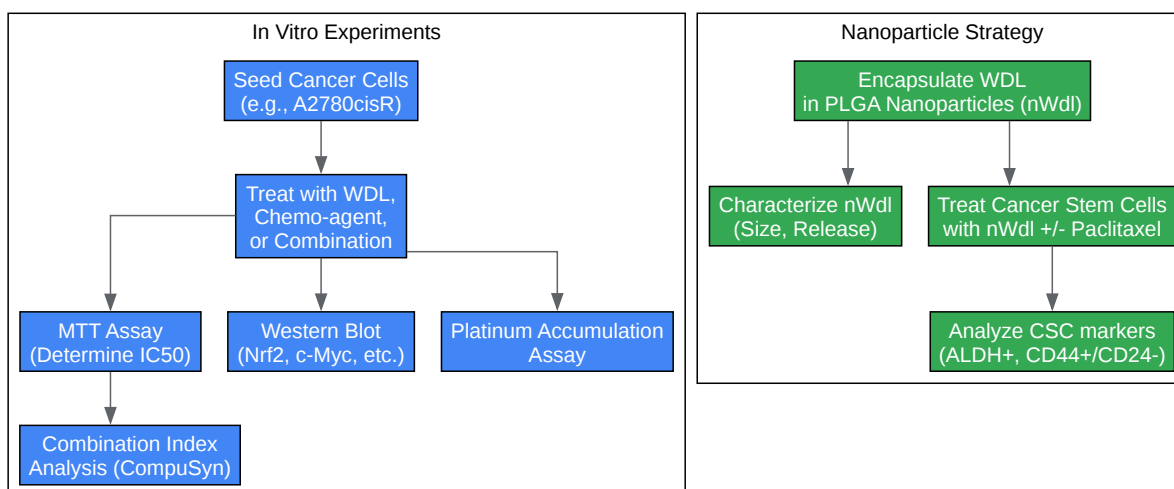 In Vitro Experiments
Seed Cancer Cells
(e.g., A2780cisR)
Treat with WDL,
Chemo-agent,
or Combination
MTT Assay
(Determine IC50)
Western Blot
(Nrf2, c-Myc, etc.)
Platinum Accumulation
Assay
Combination Index
Analysis (CompuSyn)
Nanoparticle Strategy
Encapsulate WDL
in PLGA Nanoparticles (nWdl)
Characterize nWdl
(Size, Release)
Treat Cancer Stem Cells
with nWdl +/- Paclitaxel
Analyze CSC markers
(ALDH+, CD44+/CD24-)